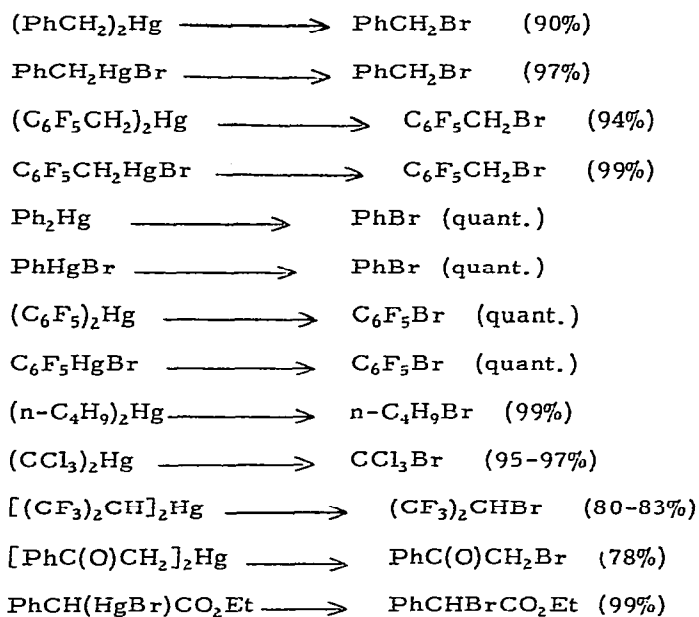 (PhCH₂)₂Hg ⟶ PhCH₂Br (90%)
PhCH₂HgBr ⟶ PhCH₂Br (97%)
(C₆F₅CH₂)₂Hg ⟶ C₆F₅CH₂Br (94%)
C₆F₅CH₂HgBr ⟶ C₆F₅CH₂Br (99%)
Ph₂Hg ⟶ PhBr (quant.)
PhHgBr ⟶ PhBr (quant.)
(C₆F₅)₂Hg ⟶ C₆F₅Br (quant.)
C₆F₅HgBr ⟶ C₆F₅Br (quant.)
(n-C₄H₉)₂Hg ⟶ n-C₄H₉Br (99%)
(CCl₃)₂Hg ⟶ CCl₃Br (95-97%)
[(CF₃)₂CH]₂Hg ⟶ (CF₃)₂CHBr (80-83%)
[PhC(O)CH₂]₂Hg ⟶ PhC(O)CH₂Br (78%)
PhCH(HgBr)CO₂Et ⟶ PhCHBrCO₂Et (99%)